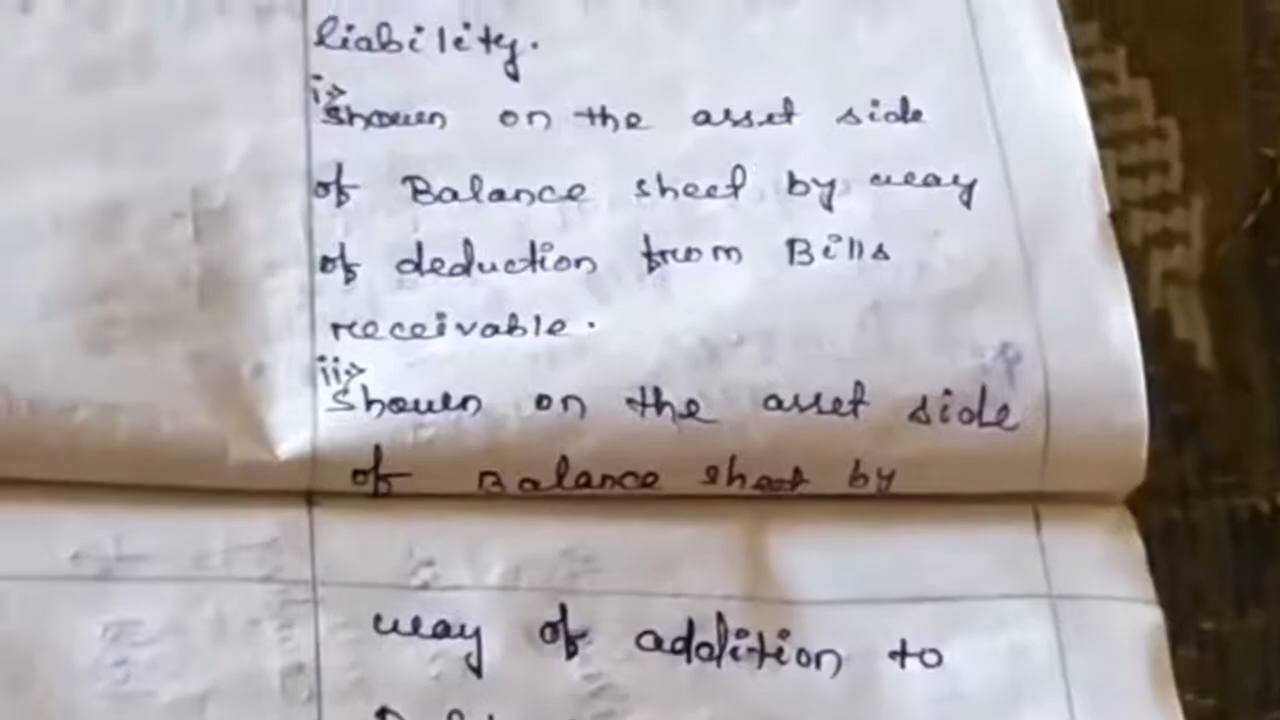 liability.
i>
Shown on the asset side
of Balance sheet by way
of deduction from Bills
receivable.
ii>
Shown on the asset side
of Balance sheet by
way of addition to